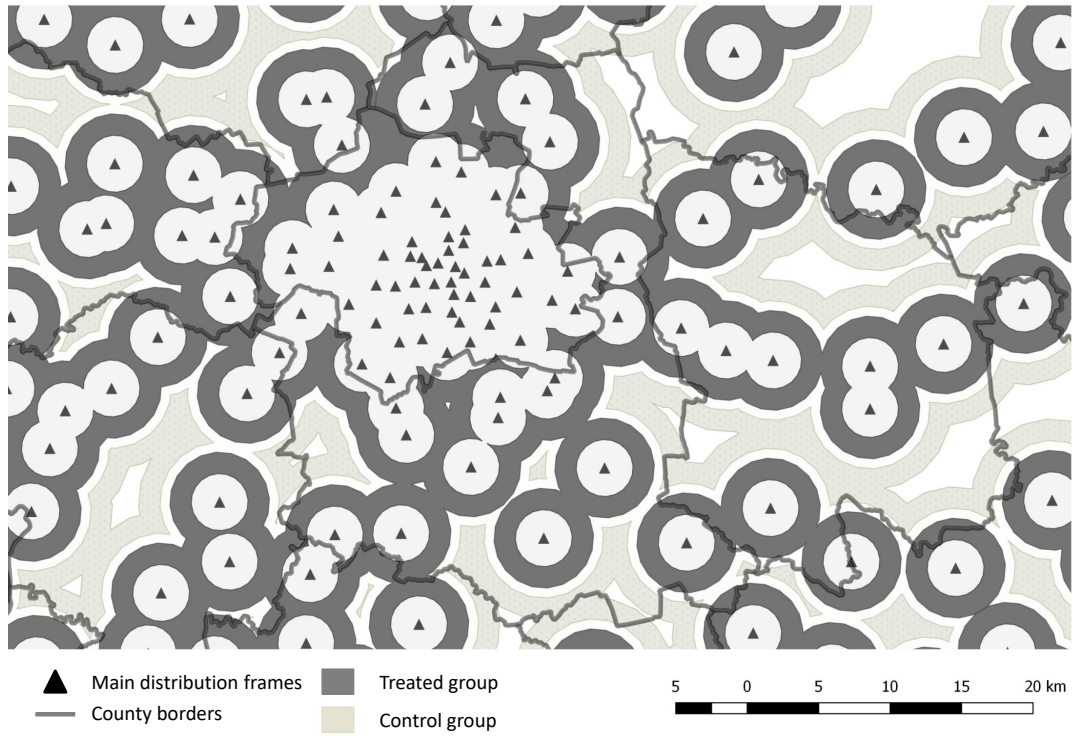 Main distribution frames
Treated group
County borders
Control group
5 0 5 10 15 20 km